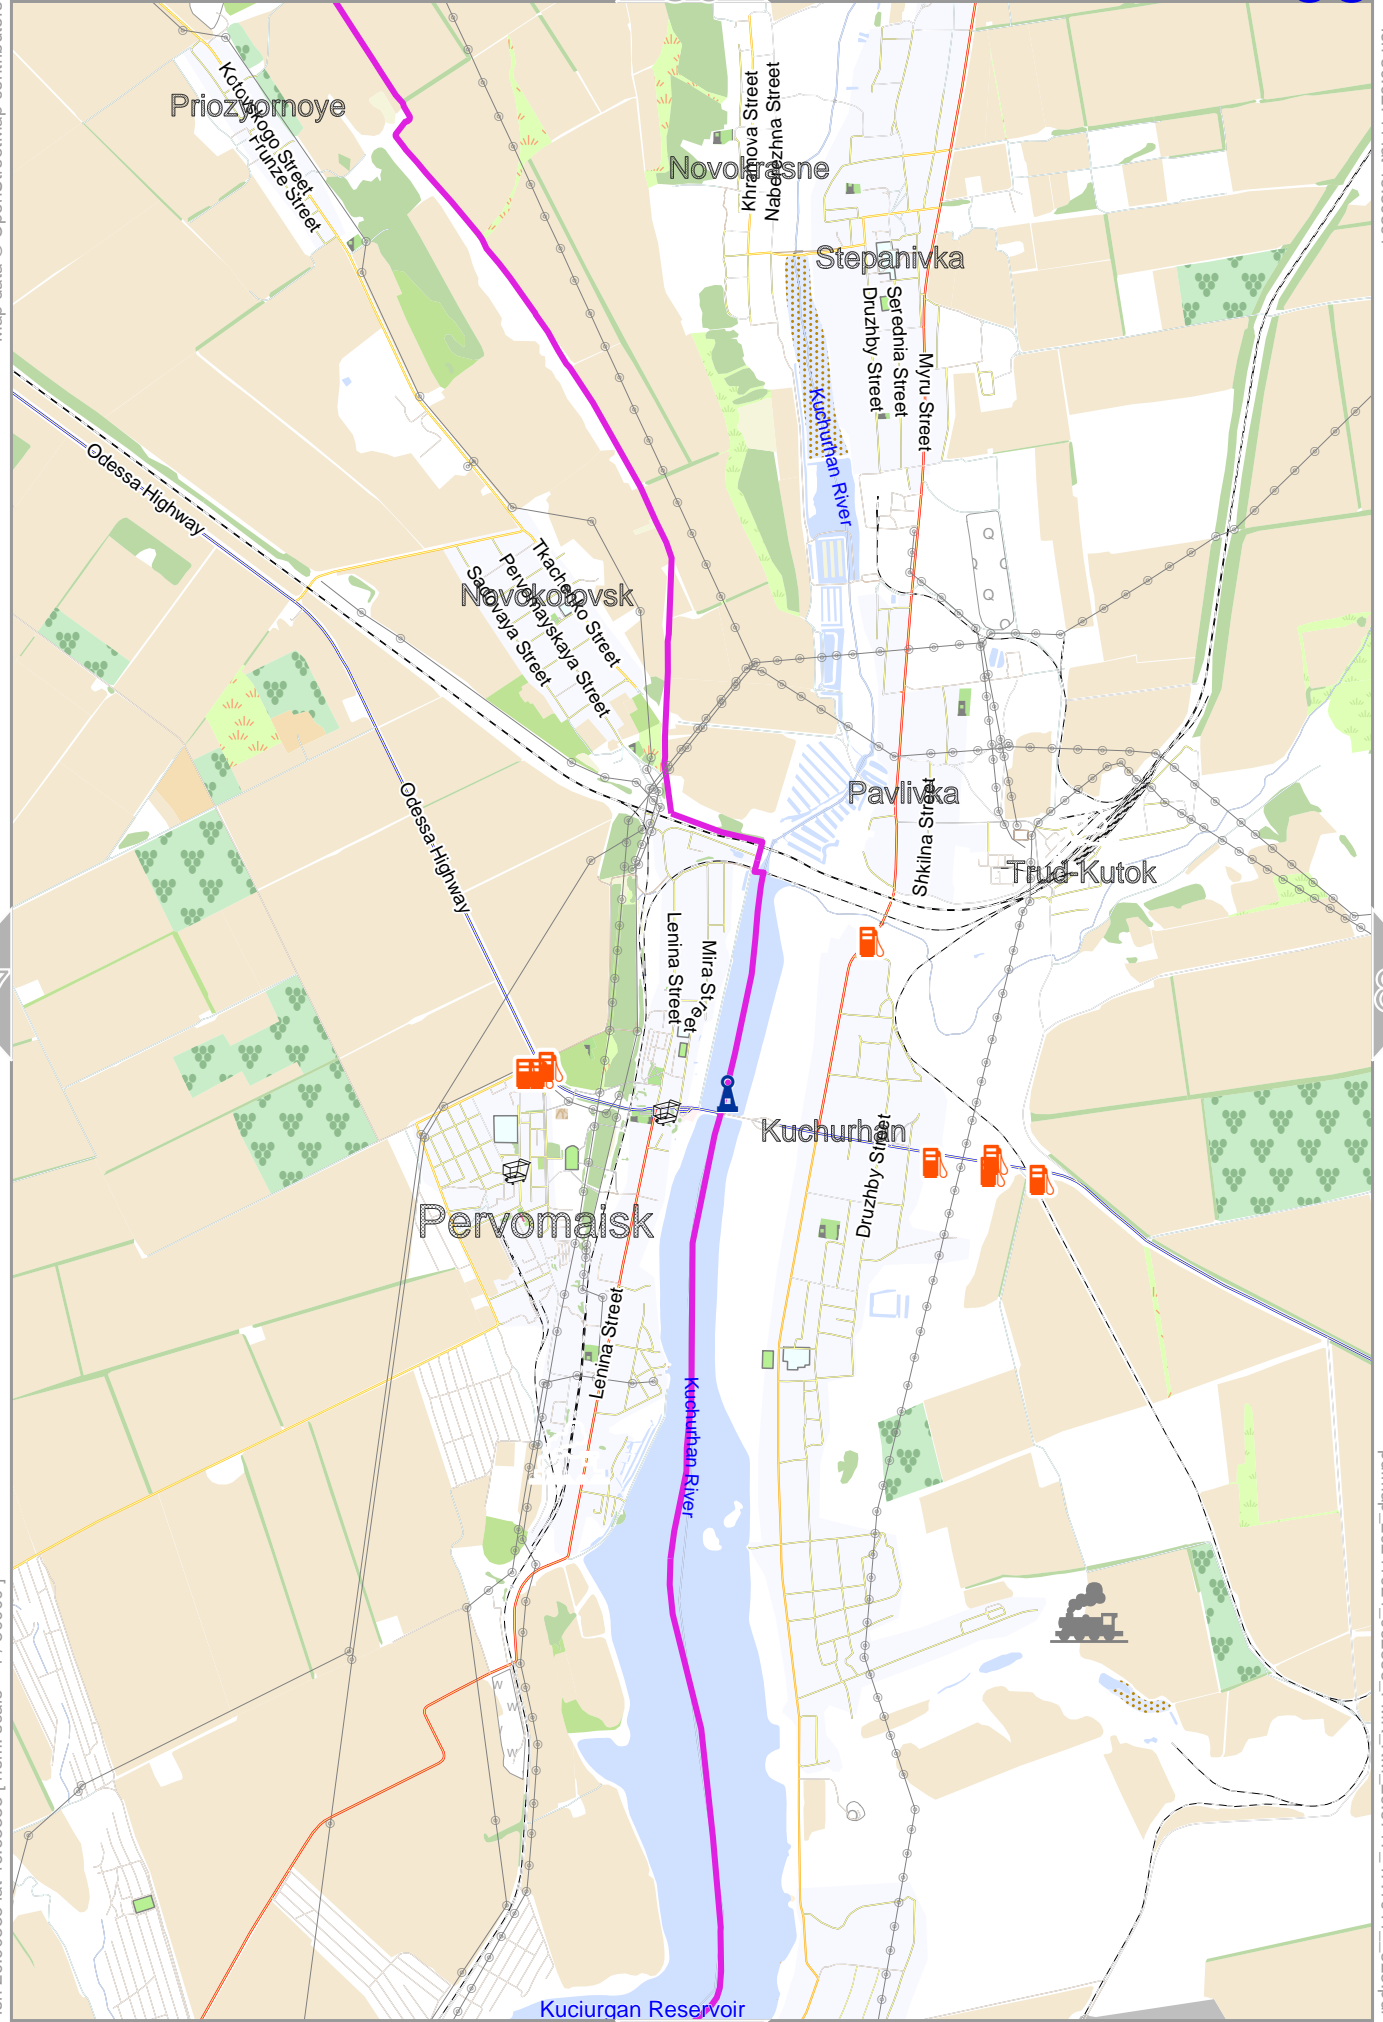 Kotovskogo Street
Frunze Street
Priozyornoye
Khramova Street
Naberezhna Street
Novokrasne
Stepanivka
Druzhby Street
Serednia Street
Myru Street
Kuchurhan River
Odessa Highway
Tkachenko Street
Pervomayskaya Street
Sadovaya Street
Novokotovsk
Odessa Highway
Pavlivka
Shkilna Street
Trud-Kutok
Lenina Street
Mira Street
Kuchurhan
Druzhby Street
Pervomaisk
Lenina Street
Kuchurhan River
Kuciurgan Reservoir